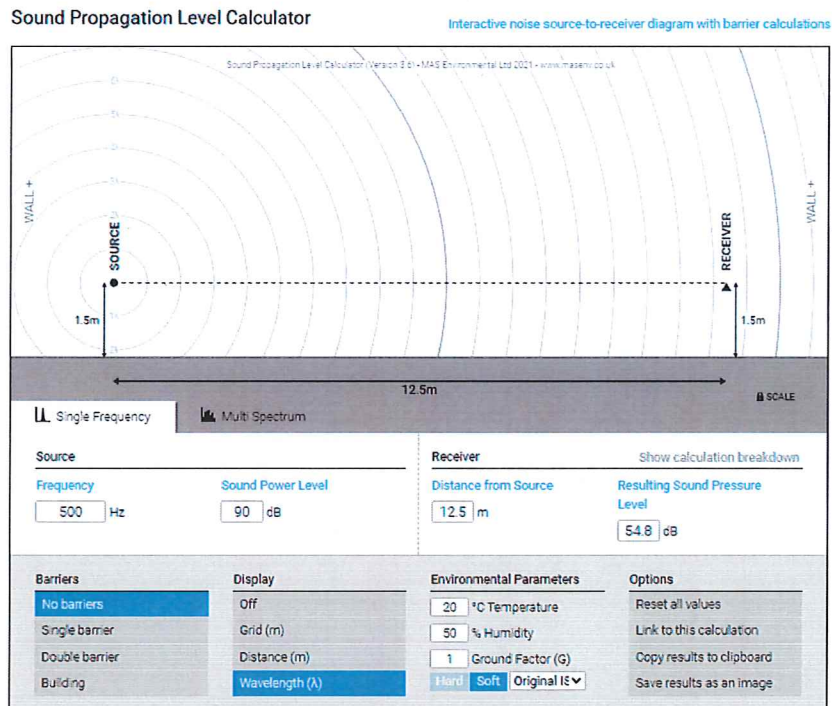 Sound Propagation Level Calculator
Interactive noise source-to-receiver diagram with barrier calculations
Sound Propagation Level Calculator (Version 3.6) - MAS Environmental Ltd 2021 - www.masenv.co.uk
WALL +
SOURCE
RECEIVER
WALL +
1.5m
1.5m
12.5m
SCALE
Single Frequency
Multi Spectrum
Source
Receiver
Show calculation breakdown
Frequency
Sound Power Level
Distance from Source
Resulting Sound Pressure
Level
500 Hz
90 dB
12.5 m
54.8 dB
Barriers
Display
Environmental Parameters
Options
No barriers
Off
20 °C Temperature
Reset all values
Single barrier
Grid (m)
50 % Humidity
Link to this calculation
Double barrier
Distance (m)
1 Ground Factor (G)
Copy results to clipboard
Building
Wavelength (λ)
Hard Soft Original IS
Save results as an image